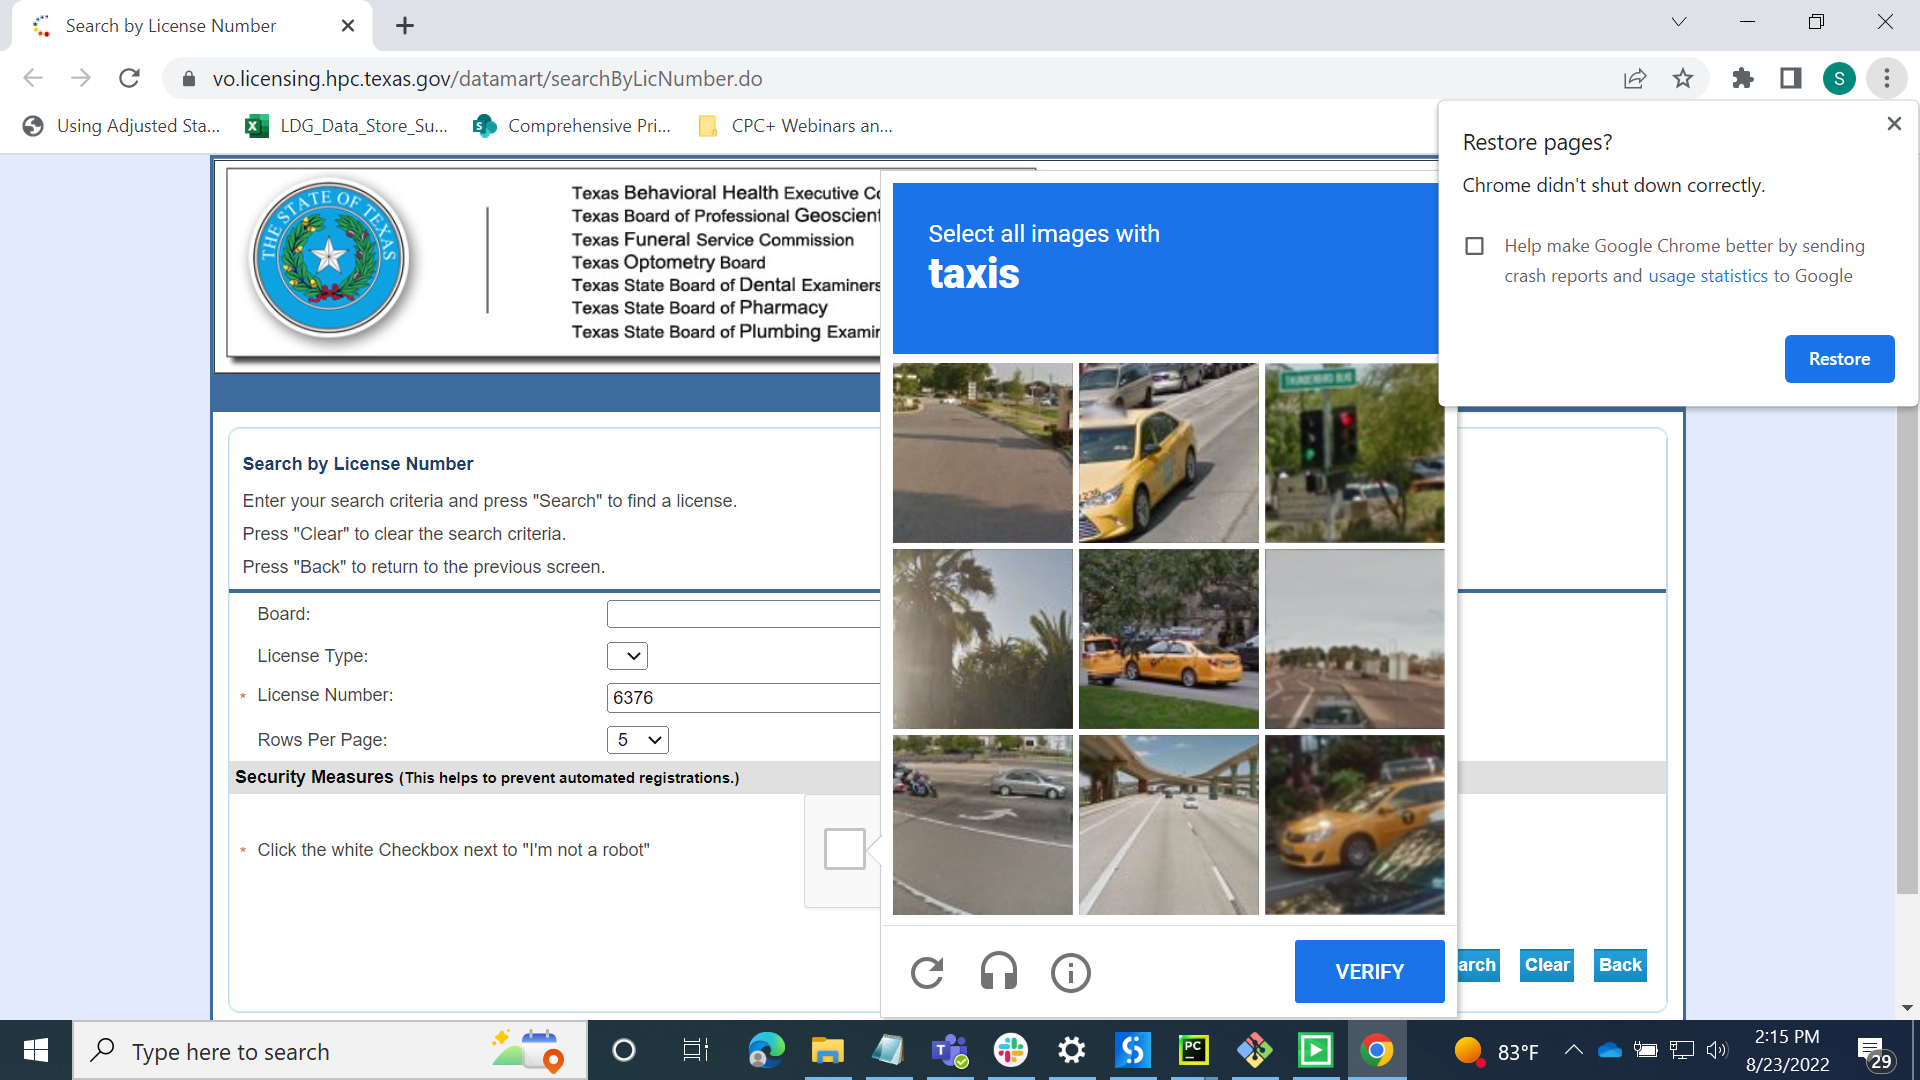 Search by License Number
vo.licensing.hpc.texas.gov/datamart/searchByLicNumber.do
S
Using Adjusted Sta...
LDG_Data_Store_Su...
Comprehensive Pri...
CPC+ Webinars an...
Restore pages?
Chrome didn't shut down correctly.
Help make Google Chrome better by sending
crash reports and usage statistics to Google
Restore
THE STATE OF TEXAS
Texas Behavioral Health Executive Co
Texas Board of Professional Geoscient
Texas Funeral Service Commission
Texas Optometry Board
Texas State Board of Dental Examiners
Texas State Board of Pharmacy
Texas State Board of Plumbing Examin
Select all images with
taxis
THUNDERBIRD BLVD
Search by License Number
Enter your search criteria and press "Search" to find a license.
Press "Clear" to clear the search criteria.
Press "Back" to return to the previous screen.
Board:
License Type:
* License Number:
6376
Rows Per Page:
5
Security Measures (This helps to prevent automated registrations.)
* Click the white Checkbox next to "I'm not a robot"
VERIFY
arch
Clear
Back
Type here to search
83°F
2:15 PM
8/23/2022
29